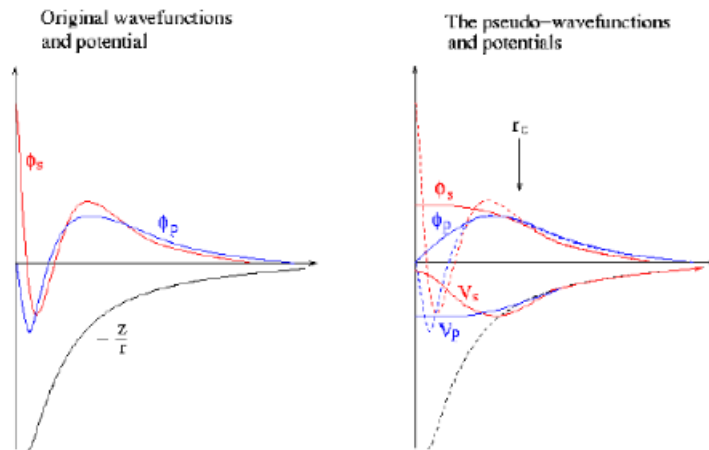 Original wavefunctions
and potential
ϕs
ϕp
− z/r
The pseudo−wavefunctions
and potentials
rc
ϕs
ϕp
Vs
Vp